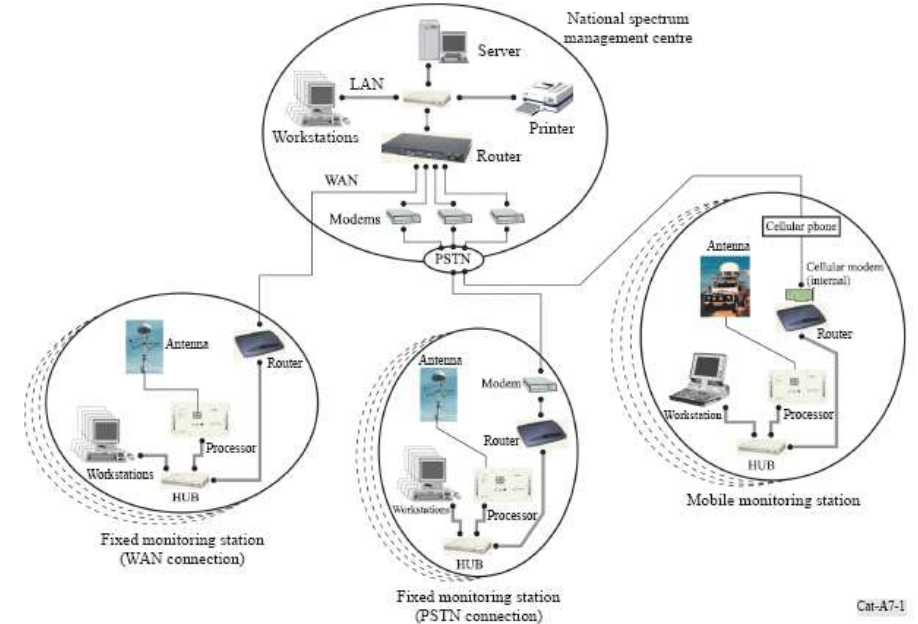 National spectrum
management centre
Server
LAN
Workstations
Printer
Router
WAN
Modems
PSTN
Cellular phone
Antenna
Cellular modem
(internal)
Router
Workstation
Processor
HUB
Mobile monitoring station
Antenna
Router
Processor
Workstations
HUB
Fixed monitoring station
(WAN connection)
Antenna
Modem
Router
Workstations
Processor
HUB
Fixed monitoring station
(PSTN connection)
Cat-A7-1